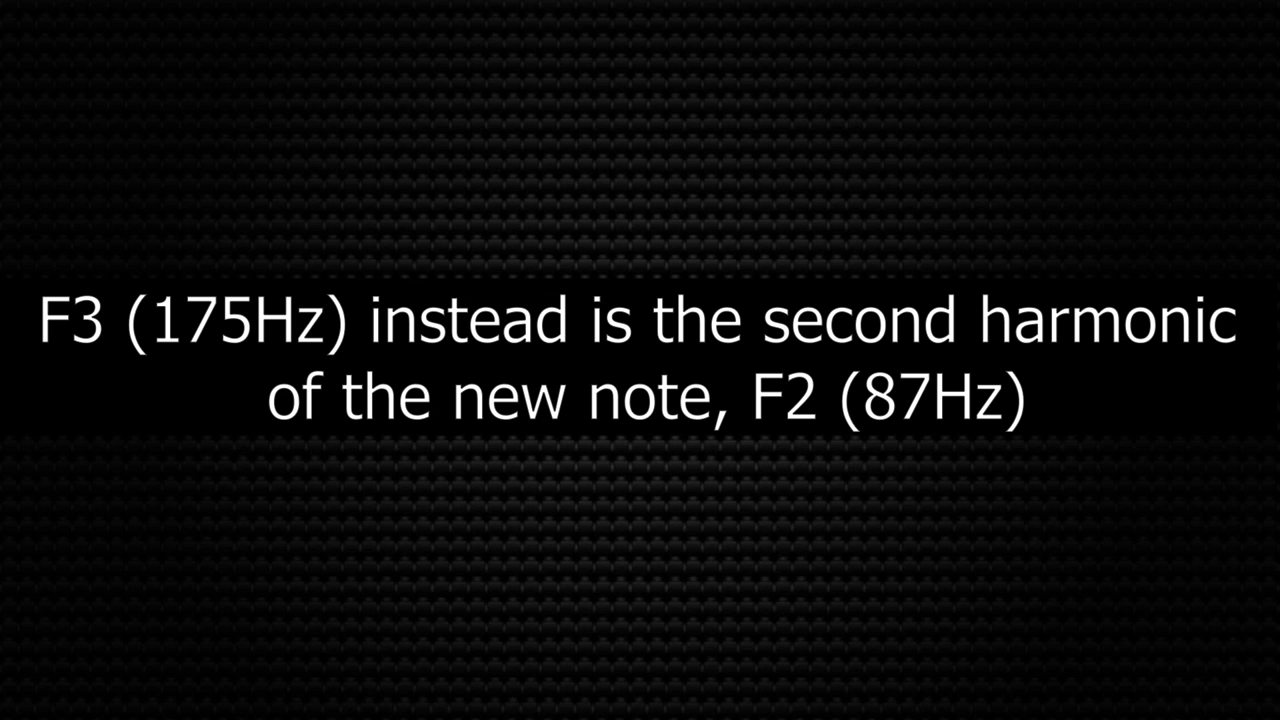 F3 (175Hz) instead is the second harmonic
of the new note, F2 (87Hz)